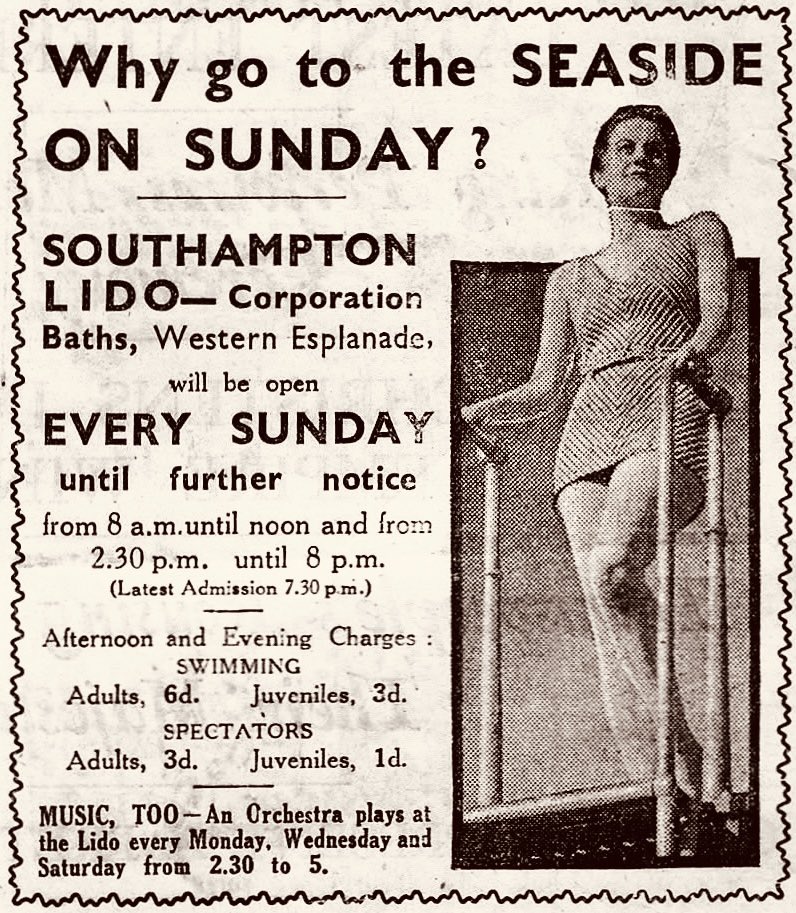 Why go to the SEASIDE
ON SUNDAY?
SOUTHAMPTON
LIDO— Corporation
Baths, Western Esplanade,
will be open
EVERY SUNDAY
until further notice
from 8 a.m. until noon and from
2.30 p.m. until 8 p.m.
(Latest Admission 7.30 p.m.)
Afternoon and Evening Charges :
SWIMMING
Adults, 6d. Juveniles, 3d.
SPECTATORS
Adults, 3d. Juveniles, 1d.
MUSIC, TOO—An Orchestra plays at
the Lido every Monday, Wednesday and
Saturday from 2.30 to 5.